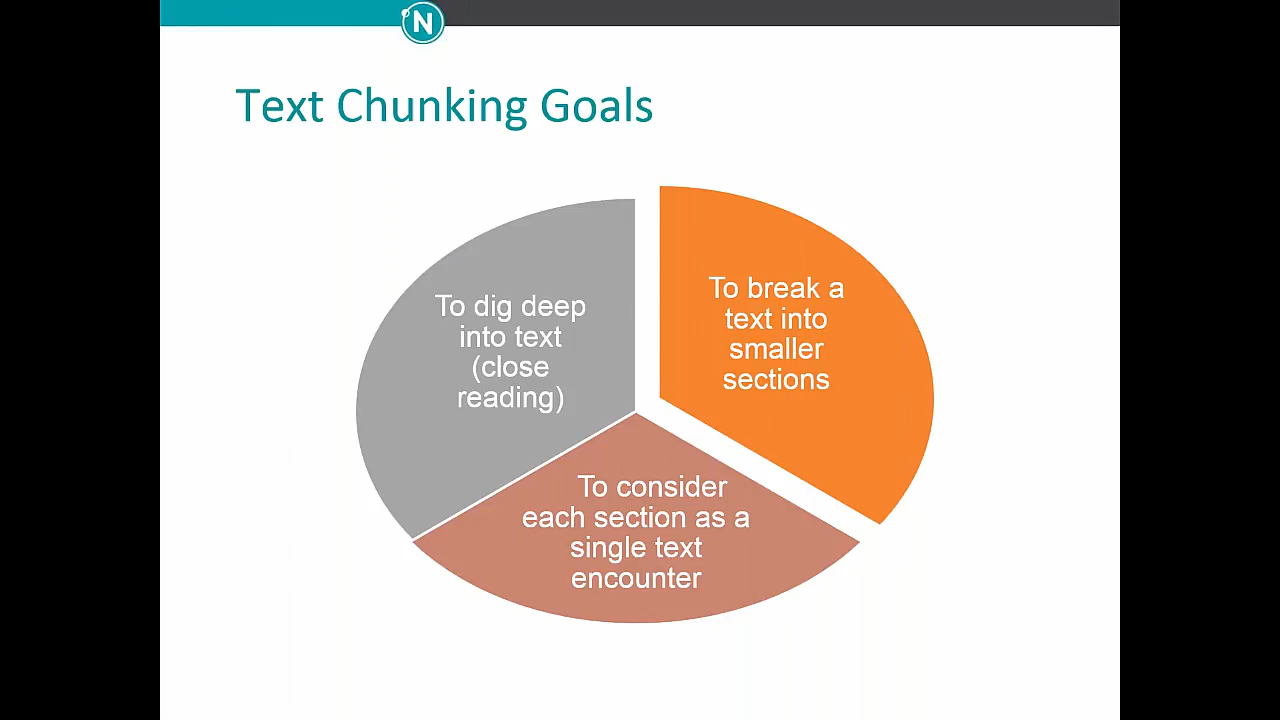 N
Text Chunking Goals
To dig deep
into text
(close
reading)
To break a
text into
smaller
sections
To consider
each section as a
single text
encounter